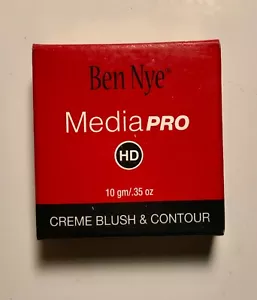 Ben Nye®
Media PRO
HD
10 gm/.35 oz
CREME BLUSH & CONTOUR